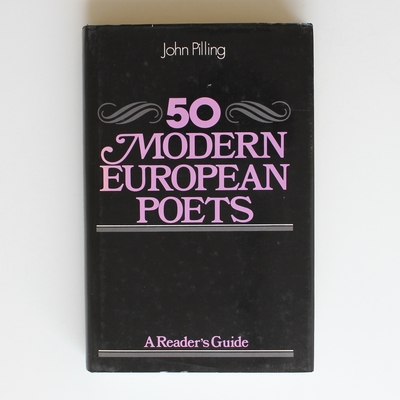 John Pilling
50
MODERN
EUROPEAN
POETS
A Reader's Guide